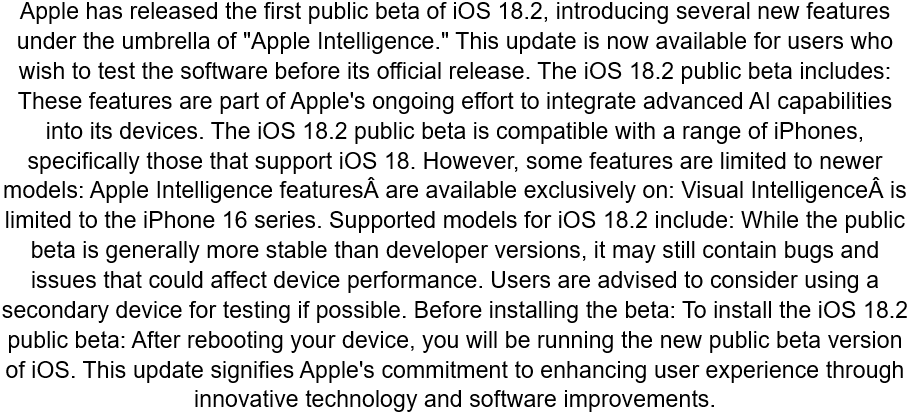 Apple has released the first public beta of iOS 18.2, introducing several new features
under the umbrella of "Apple Intelligence." This update is now available for users who
wish to test the software before its official release. The iOS 18.2 public beta includes:
These features are part of Apple's ongoing effort to integrate advanced AI capabilities
into its devices. The iOS 18.2 public beta is compatible with a range of iPhones,
specifically those that support iOS 18. However, some features are limited to newer
models: Apple Intelligence featuresÂ are available exclusively on: Visual IntelligenceÂ is
limited to the iPhone 16 series. Supported models for iOS 18.2 include: While the public
beta is generally more stable than developer versions, it may still contain bugs and
issues that could affect device performance. Users are advised to consider using a
secondary device for testing if possible. Before installing the beta: To install the iOS 18.2
public beta: After rebooting your device, you will be running the new public beta version
of iOS. This update signifies Apple's commitment to enhancing user experience through
innovative technology and software improvements.